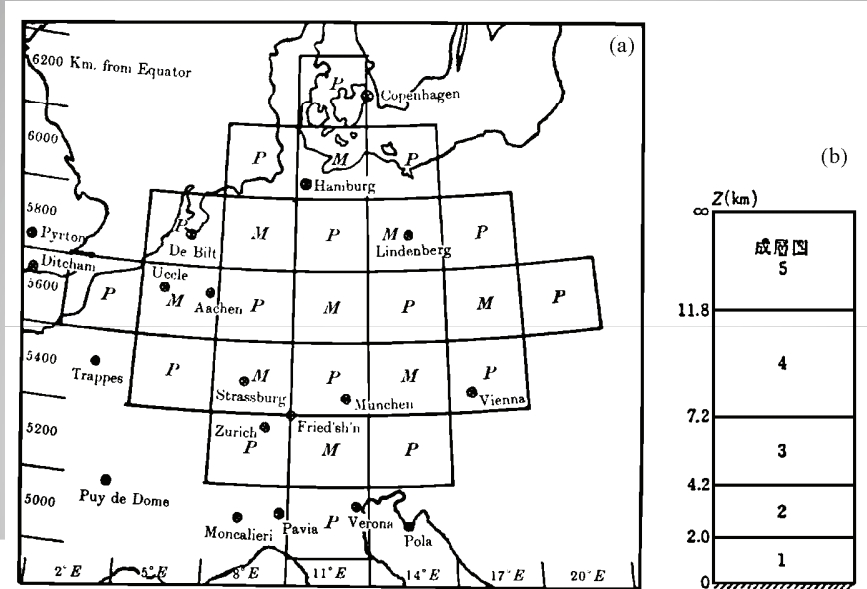 (a)
6200 Km. from Equator
P
Copenhagen
6000
P M P
Hamburg
5800
Pyrton
P
De Bilt
M
M
Lindenberg
P
Ditcham
Uccle
5600
P
M
Aachen
P M P M P
5400
Trappes
P
M
Strassburg
P
München
M
P
Vienna
Zurich
Fried'sh'n
5200
P M P
5000
Puy de Dome
Moncalieri
Pavia
P
Verona
Pola
2°E 5°E 8°E 11°E 14°E 17°E 20°E
(b)
Z(km)
∞
成層圏
5
11.8
4
7.2
3
4.2
2
2.0
1
0